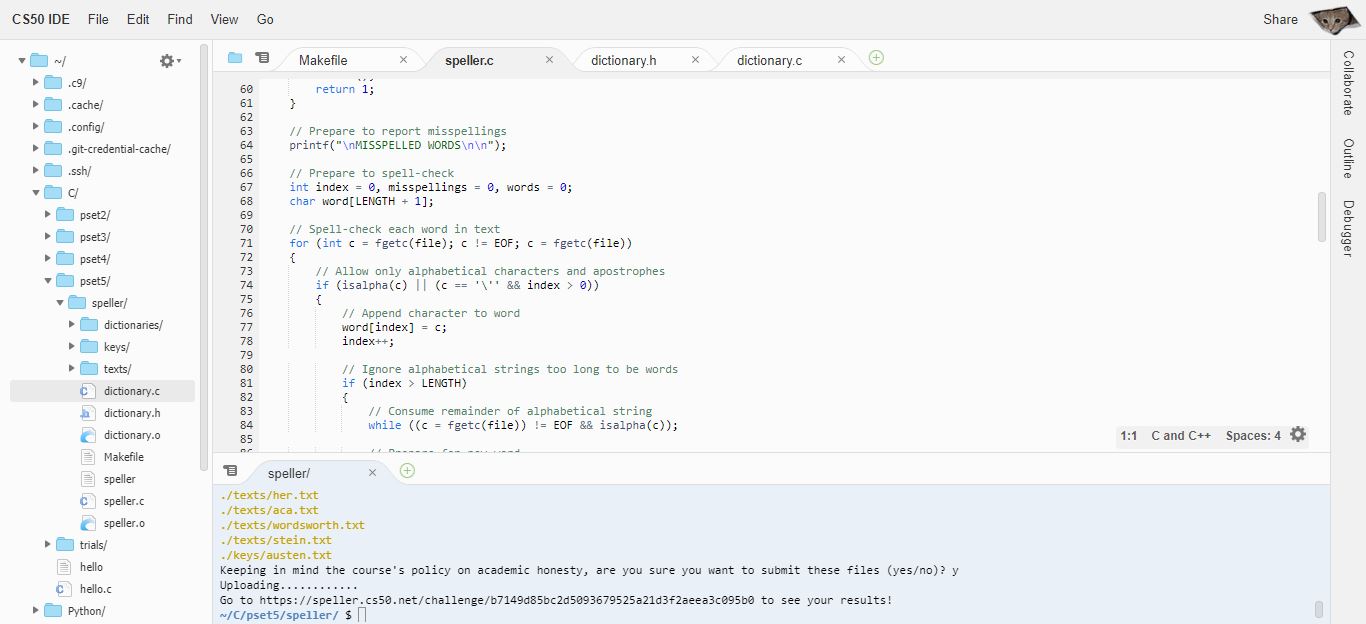 CS50 IDE File Edit Find View Go Share
~/
.c9/
.cache/
.config/
.git-credential-cache/
.ssh/
C/
pset2/
pset3/
pset4/
pset5/
speller/
dictionaries/
keys/
texts/
dictionary.c
dictionary.h
dictionary.o
Makefile
speller
speller.c
speller.o
trials/
hello
hello.c
Python/
Makefile speller.c dictionary.h dictionary.c
60 return 1;
61 }
62
63 // Prepare to report misspellings
64 printf("\nMISSPELLED WORDS\n\n");
65
66 // Prepare to spell-check
67 int index = 0, misspellings = 0, words = 0;
68 char word[LENGTH + 1];
69
70 // Spell-check each word in text
71 for (int c = fgetc(file); c != EOF; c = fgetc(file))
72 {
73 // Allow only alphabetical characters and apostrophes
74 if (isalpha(c) || (c == '\'' && index > 0))
75 {
76 // Append character to word
77 word[index] = c;
78 index++;
79
80 // Ignore alphabetical strings too long to be words
81 if (index > LENGTH)
82 {
83 // Consume remainder of alphabetical string
84 while ((c = fgetc(file)) != EOF && isalpha(c));
85
1:1 C and C++ Spaces: 4
Collaborate
Outline
Debugger
speller/
./texts/her.txt
./texts/aca.txt
./texts/wordsworth.txt
./texts/stein.txt
./keys/austen.txt
Keeping in mind the course's policy on academic honesty, are you sure you want to submit these files (yes/no)? y
Uploading............
Go to https://speller.cs50.net/challenge/b7149d85bc2d5093679525a21d3f2aeea3c095b0 to see your results!
~/C/pset5/speller/ $